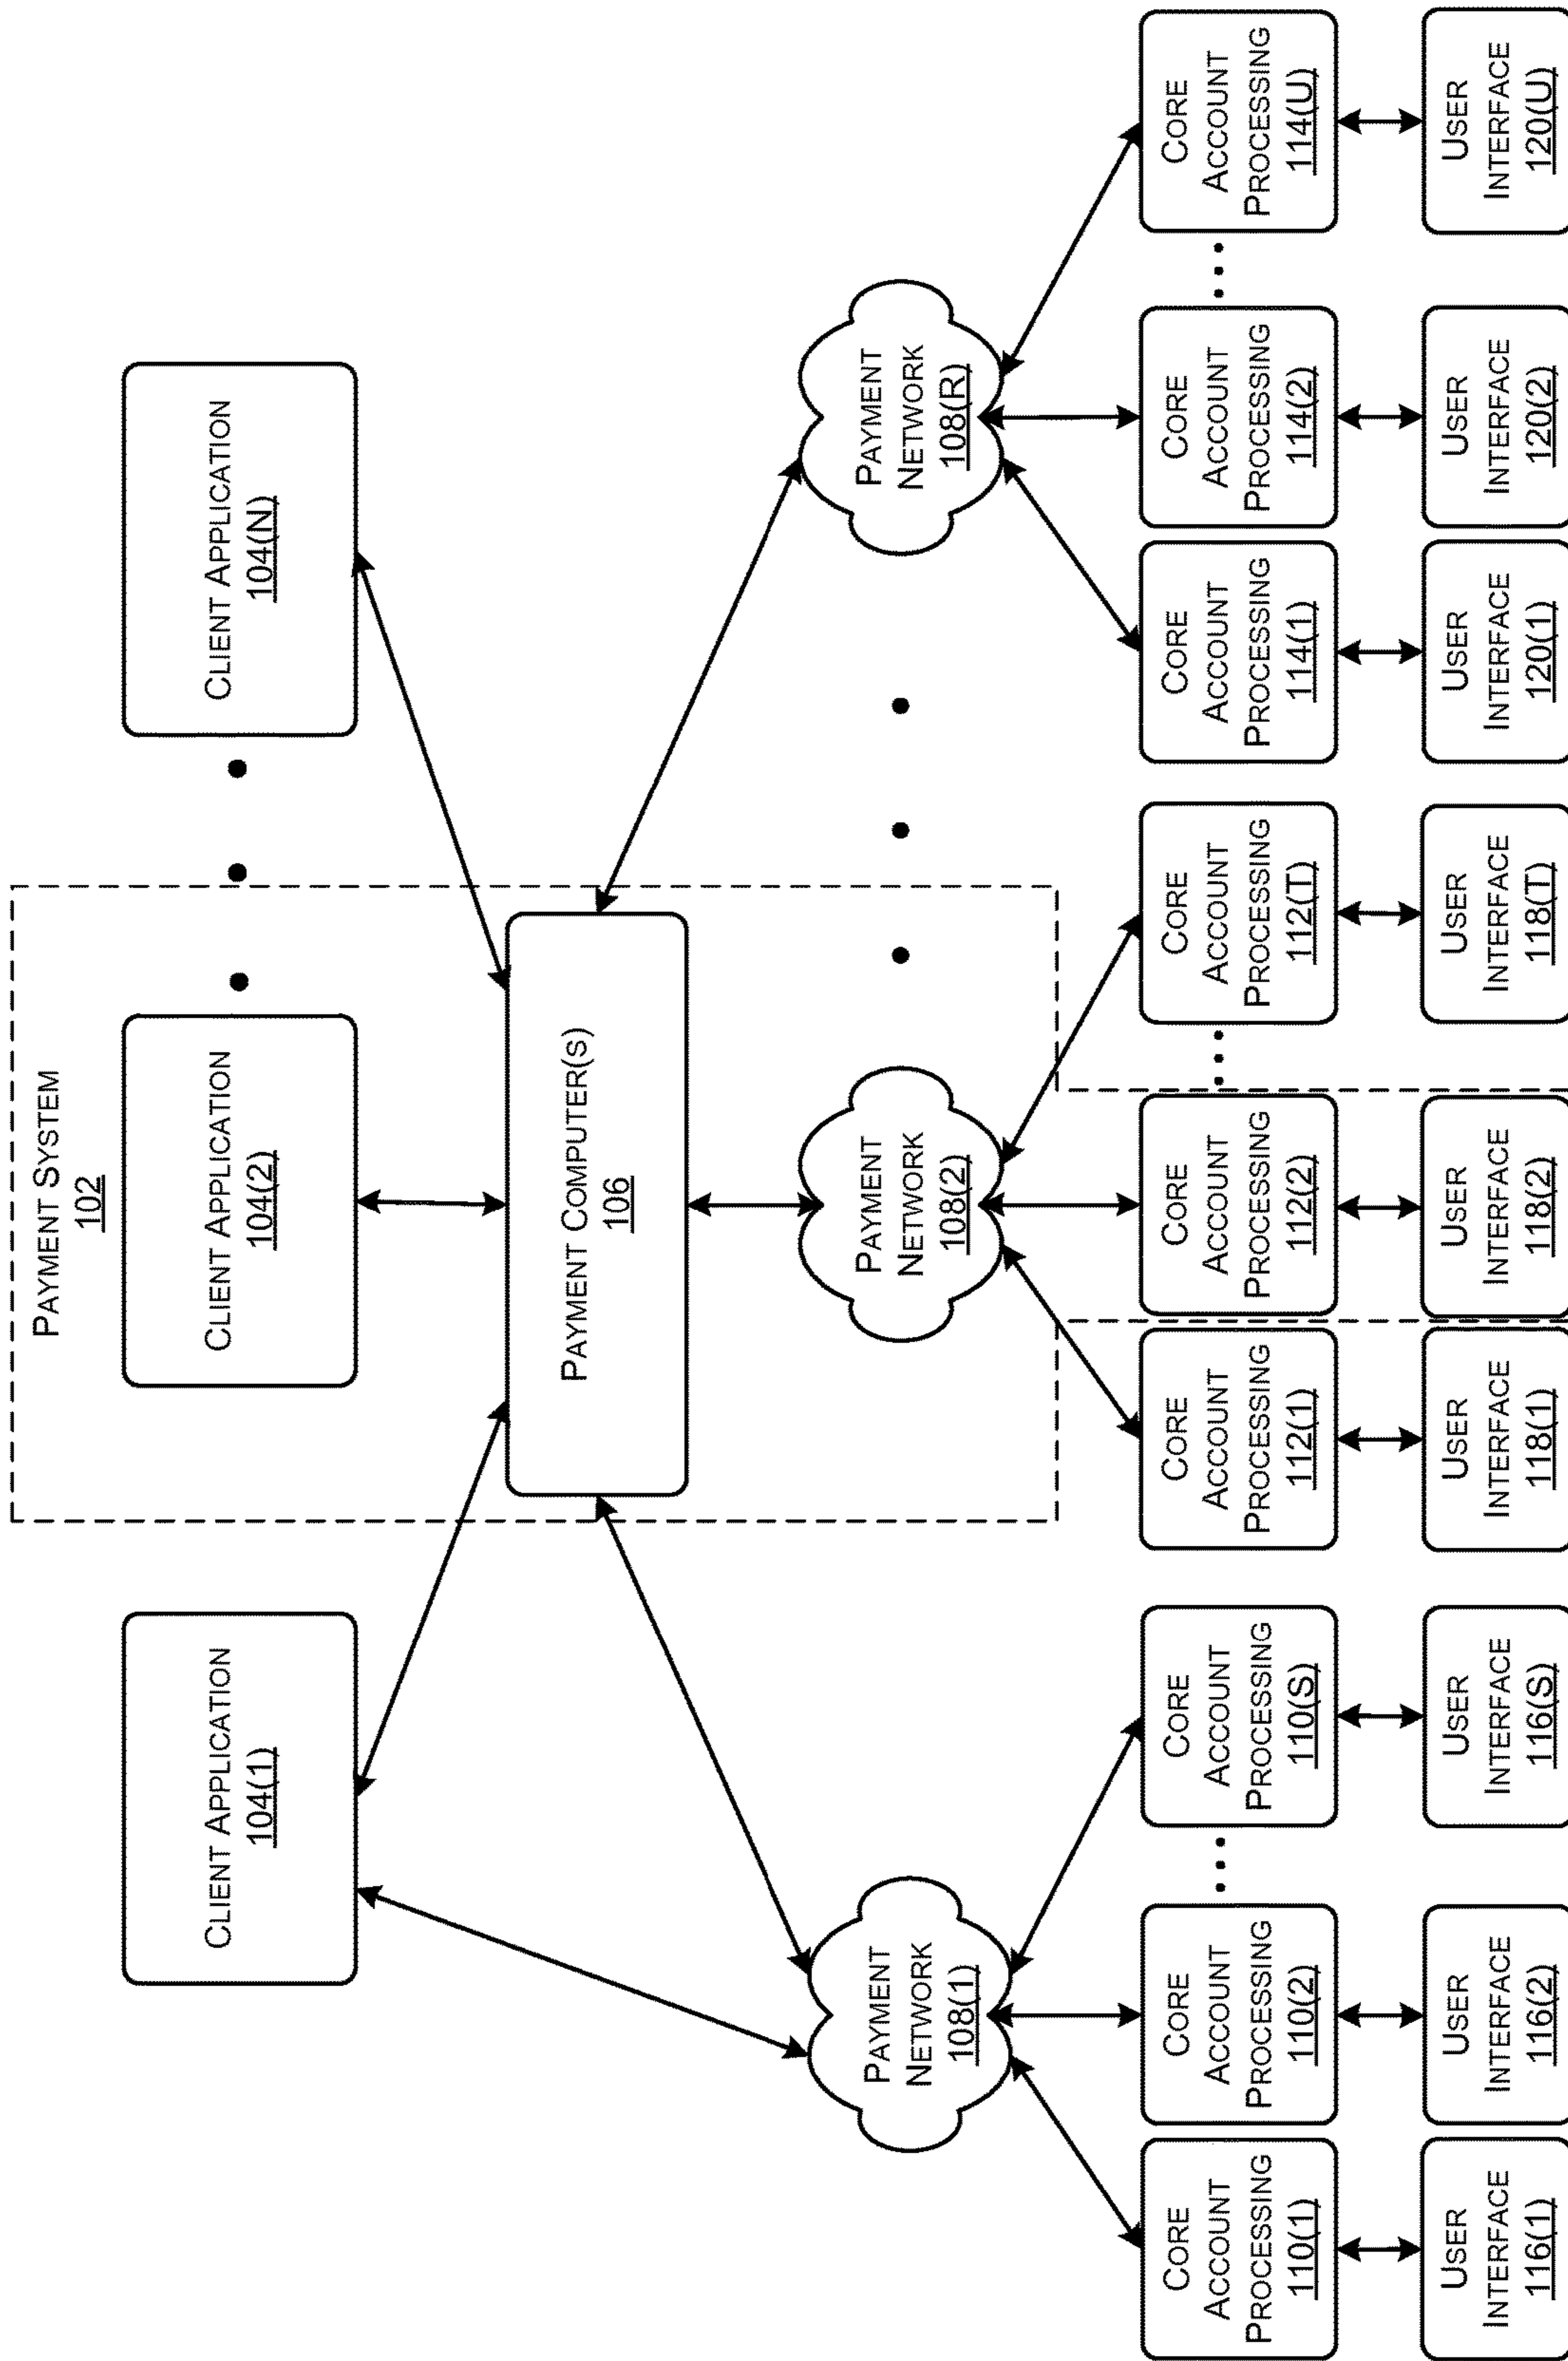 PAYMENT SYSTEM
102
CLIENT APPLICATION
104(1)
CLIENT APPLICATION
104(2)
CLIENT APPLICATION
104(N)
PAYMENT COMPUTER(S)
106
PAYMENT
NETWORK
108(1)
PAYMENT
NETWORK
108(2)
PAYMENT
NETWORK
108(R)
CORE
ACCOUNT
PROCESSING
110(1)
CORE
ACCOUNT
PROCESSING
110(2)
CORE
ACCOUNT
PROCESSING
110(S)
CORE
ACCOUNT
PROCESSING
112(1)
CORE
ACCOUNT
PROCESSING
112(2)
CORE
ACCOUNT
PROCESSING
112(T)
CORE
ACCOUNT
PROCESSING
114(1)
CORE
ACCOUNT
PROCESSING
114(2)
CORE
ACCOUNT
PROCESSING
114(U)
USER
INTERFACE
116(1)
USER
INTERFACE
116(2)
USER
INTERFACE
116(S)
USER
INTERFACE
118(1)
USER
INTERFACE
118(2)
USER
INTERFACE
118(T)
USER
INTERFACE
120(1)
USER
INTERFACE
120(2)
USER
INTERFACE
120(U)